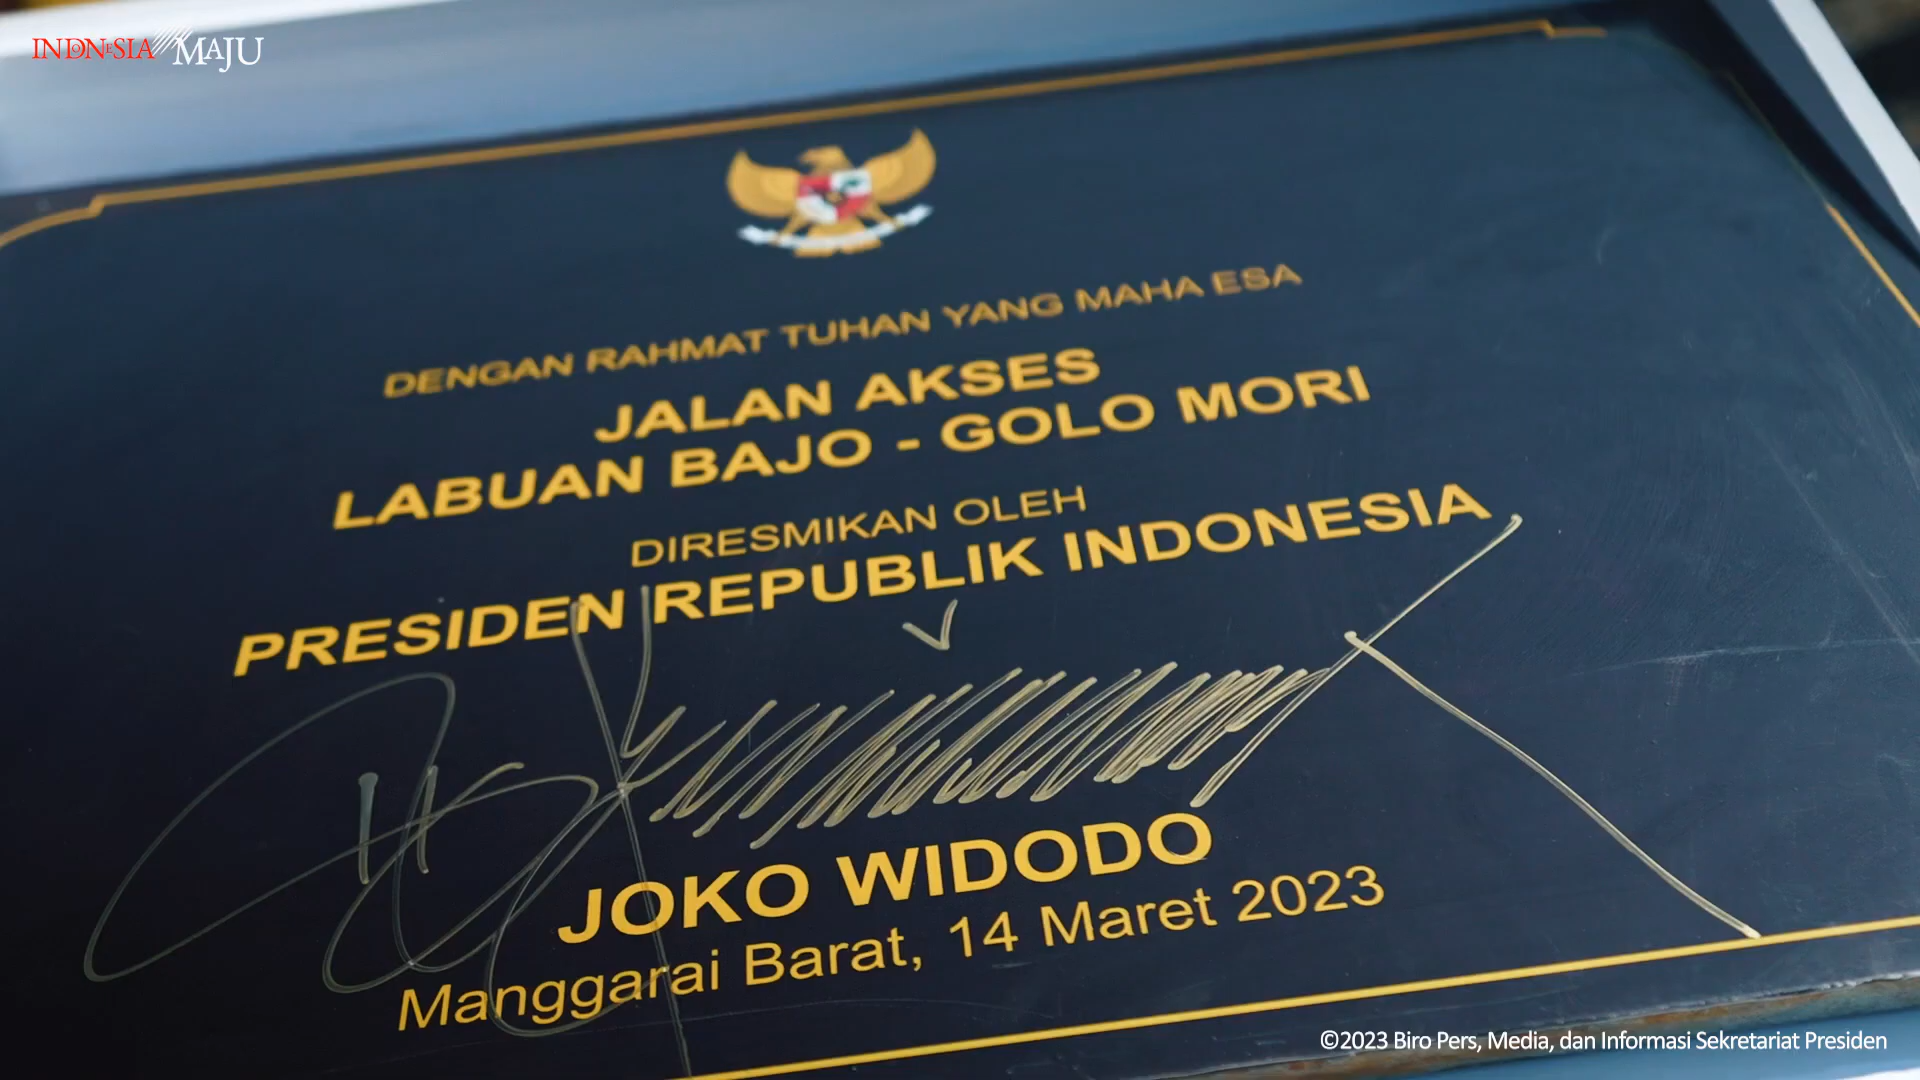 INDONESIA MAJU
DENGAN RAHMAT TUHAN YANG MAHA ESA
JALAN AKSES
LABUAN BAJO - GOLO MORI
DIRESMIKAN OLEH
PRESIDEN REPUBLIK INDONESIA
JOKO WIDODO
Manggarai Barat, 14 Maret 2023
©2023 Biro Pers, Media, dan Informasi Sekretariat Presiden